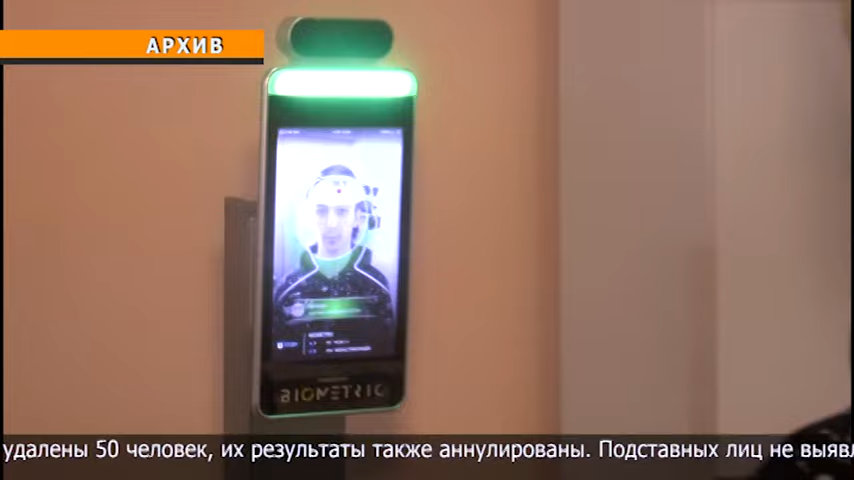 АРХИВ
BIOMETRIC
удалены 50 человек, их результаты также аннулированы. Подставных лиц не выявл